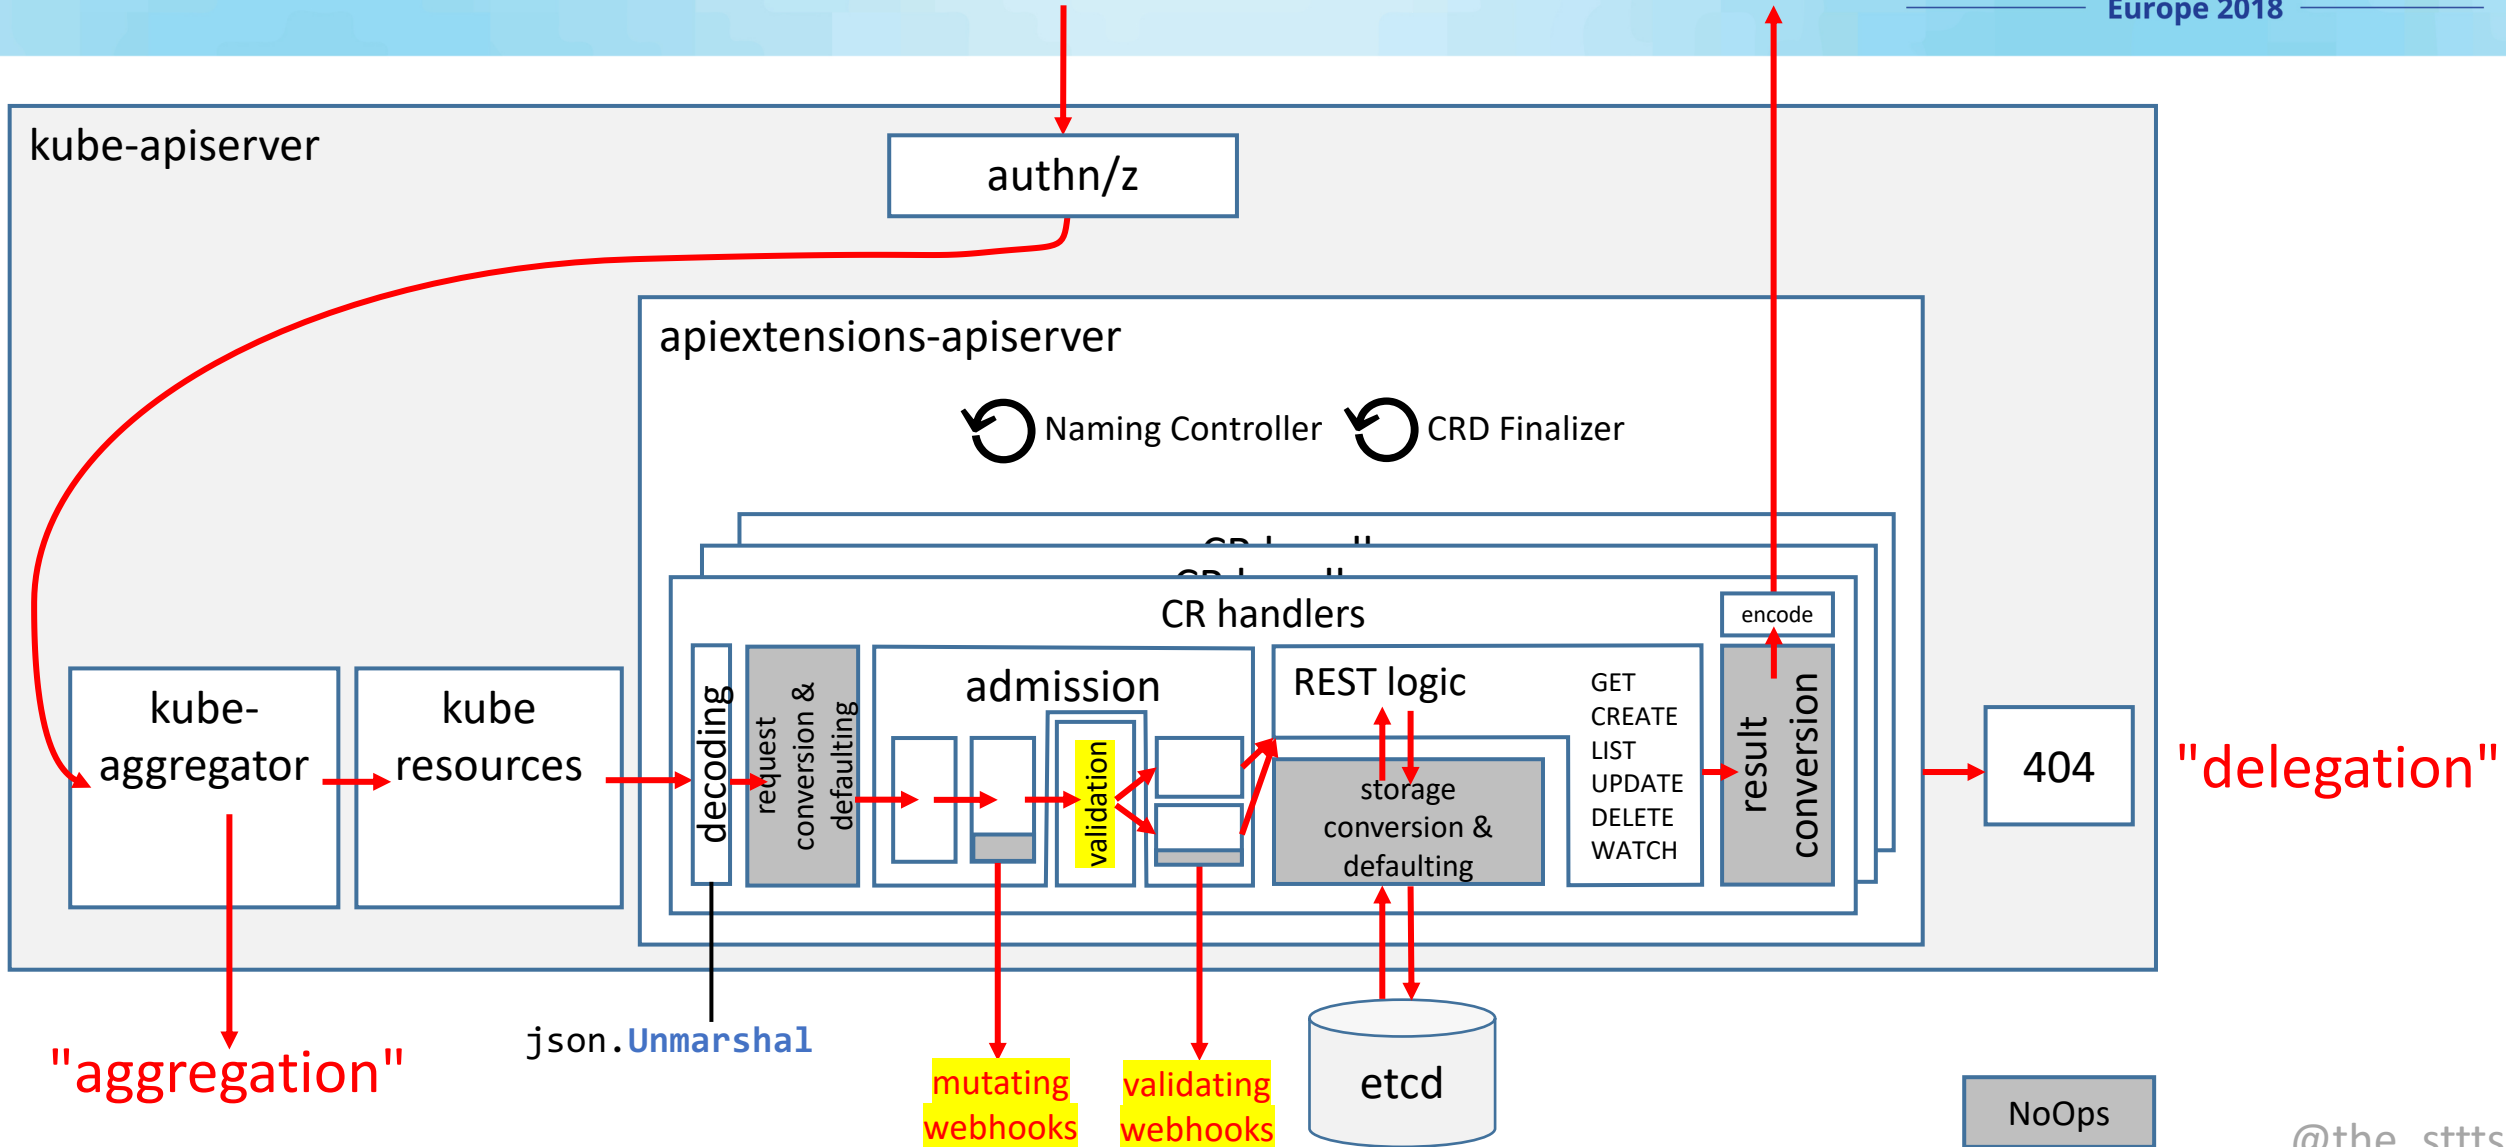 Europe 2018
kube-apiserver
authn/z
apiextensions-apiserver
Naming Controller
CRD Finalizer
CR handlers
encode
kube-
aggregator
kube
resources
decoding
request
conversion &
defaulting
admission
validation
REST logic
storage
conversion &
defaulting
GET
CREATE
LIST
UPDATE
DELETE
WATCH
result
conversion
404
"delegation"
"aggregation"
json.Unmarshal
mutating
webhooks
validating
webhooks
etcd
NoOps
@the_sttts